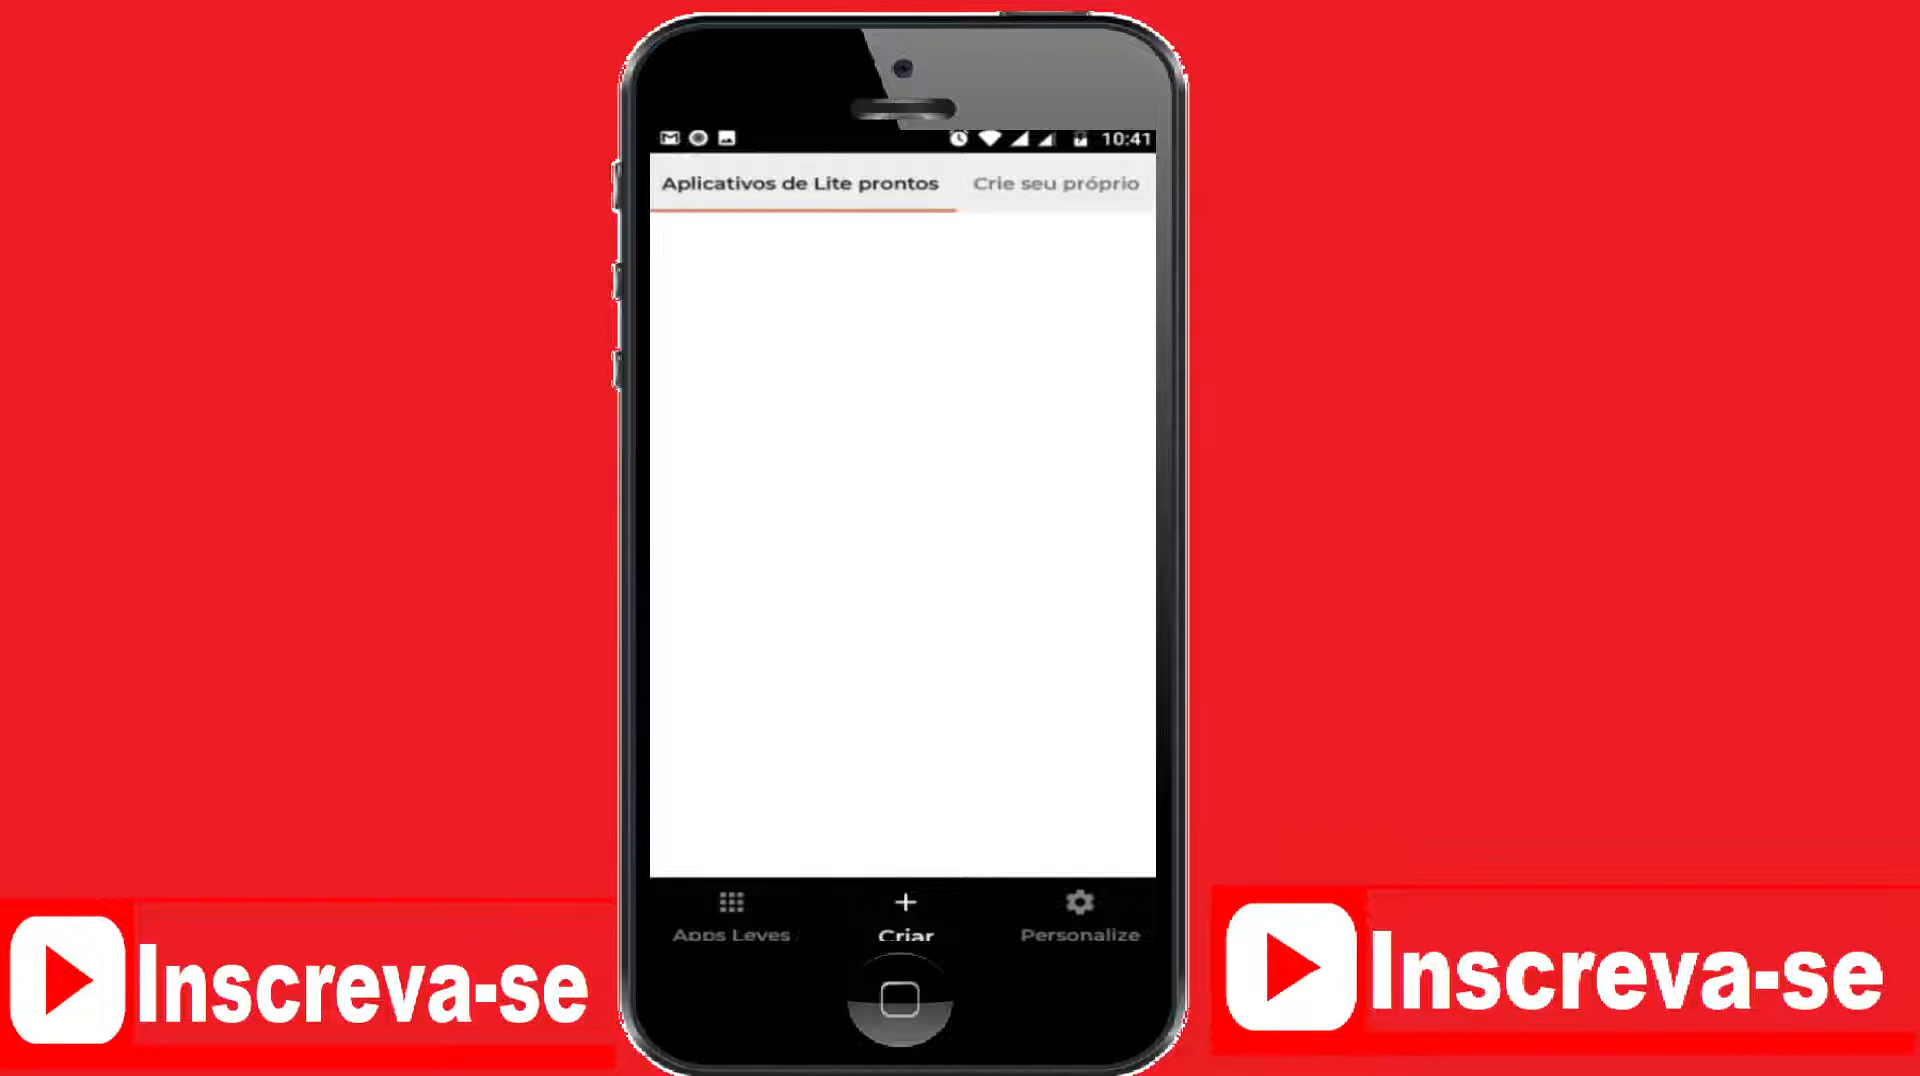 10:41
Aplicativos de Lite prontos Crie seu próprio
Apps Leves Criar Personalize
Inscreva-se Inscreva-se